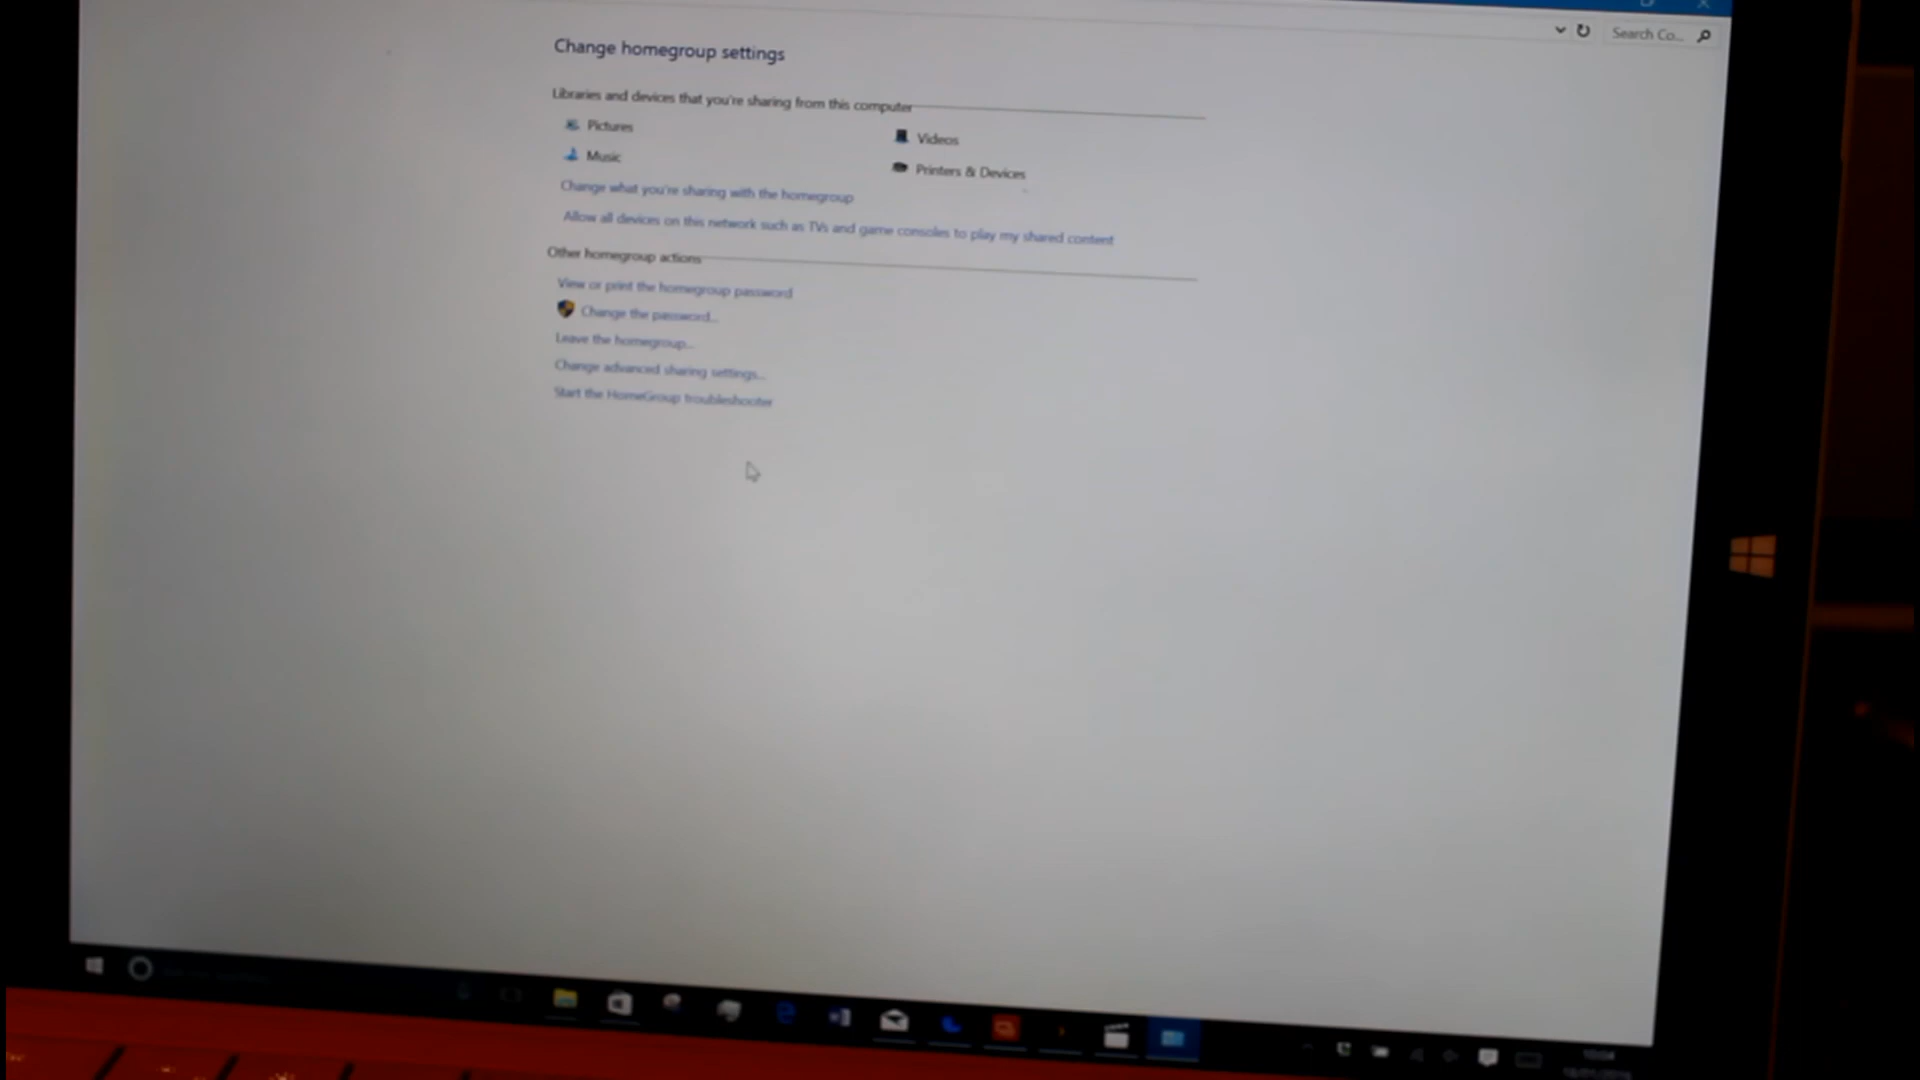 Search Co...
Change homegroup settings
Libraries and devices that you're sharing from this computer
Pictures
Videos
Music
Printers & Devices
Change what you're sharing with the homegroup
Allow all devices on this network such as TVs and game consoles to play my shared content
Other homegroup actions
View or print the homegroup password
Change the password...
Leave the homegroup...
Change advanced sharing settings...
Start the HomeGroup troubleshooter